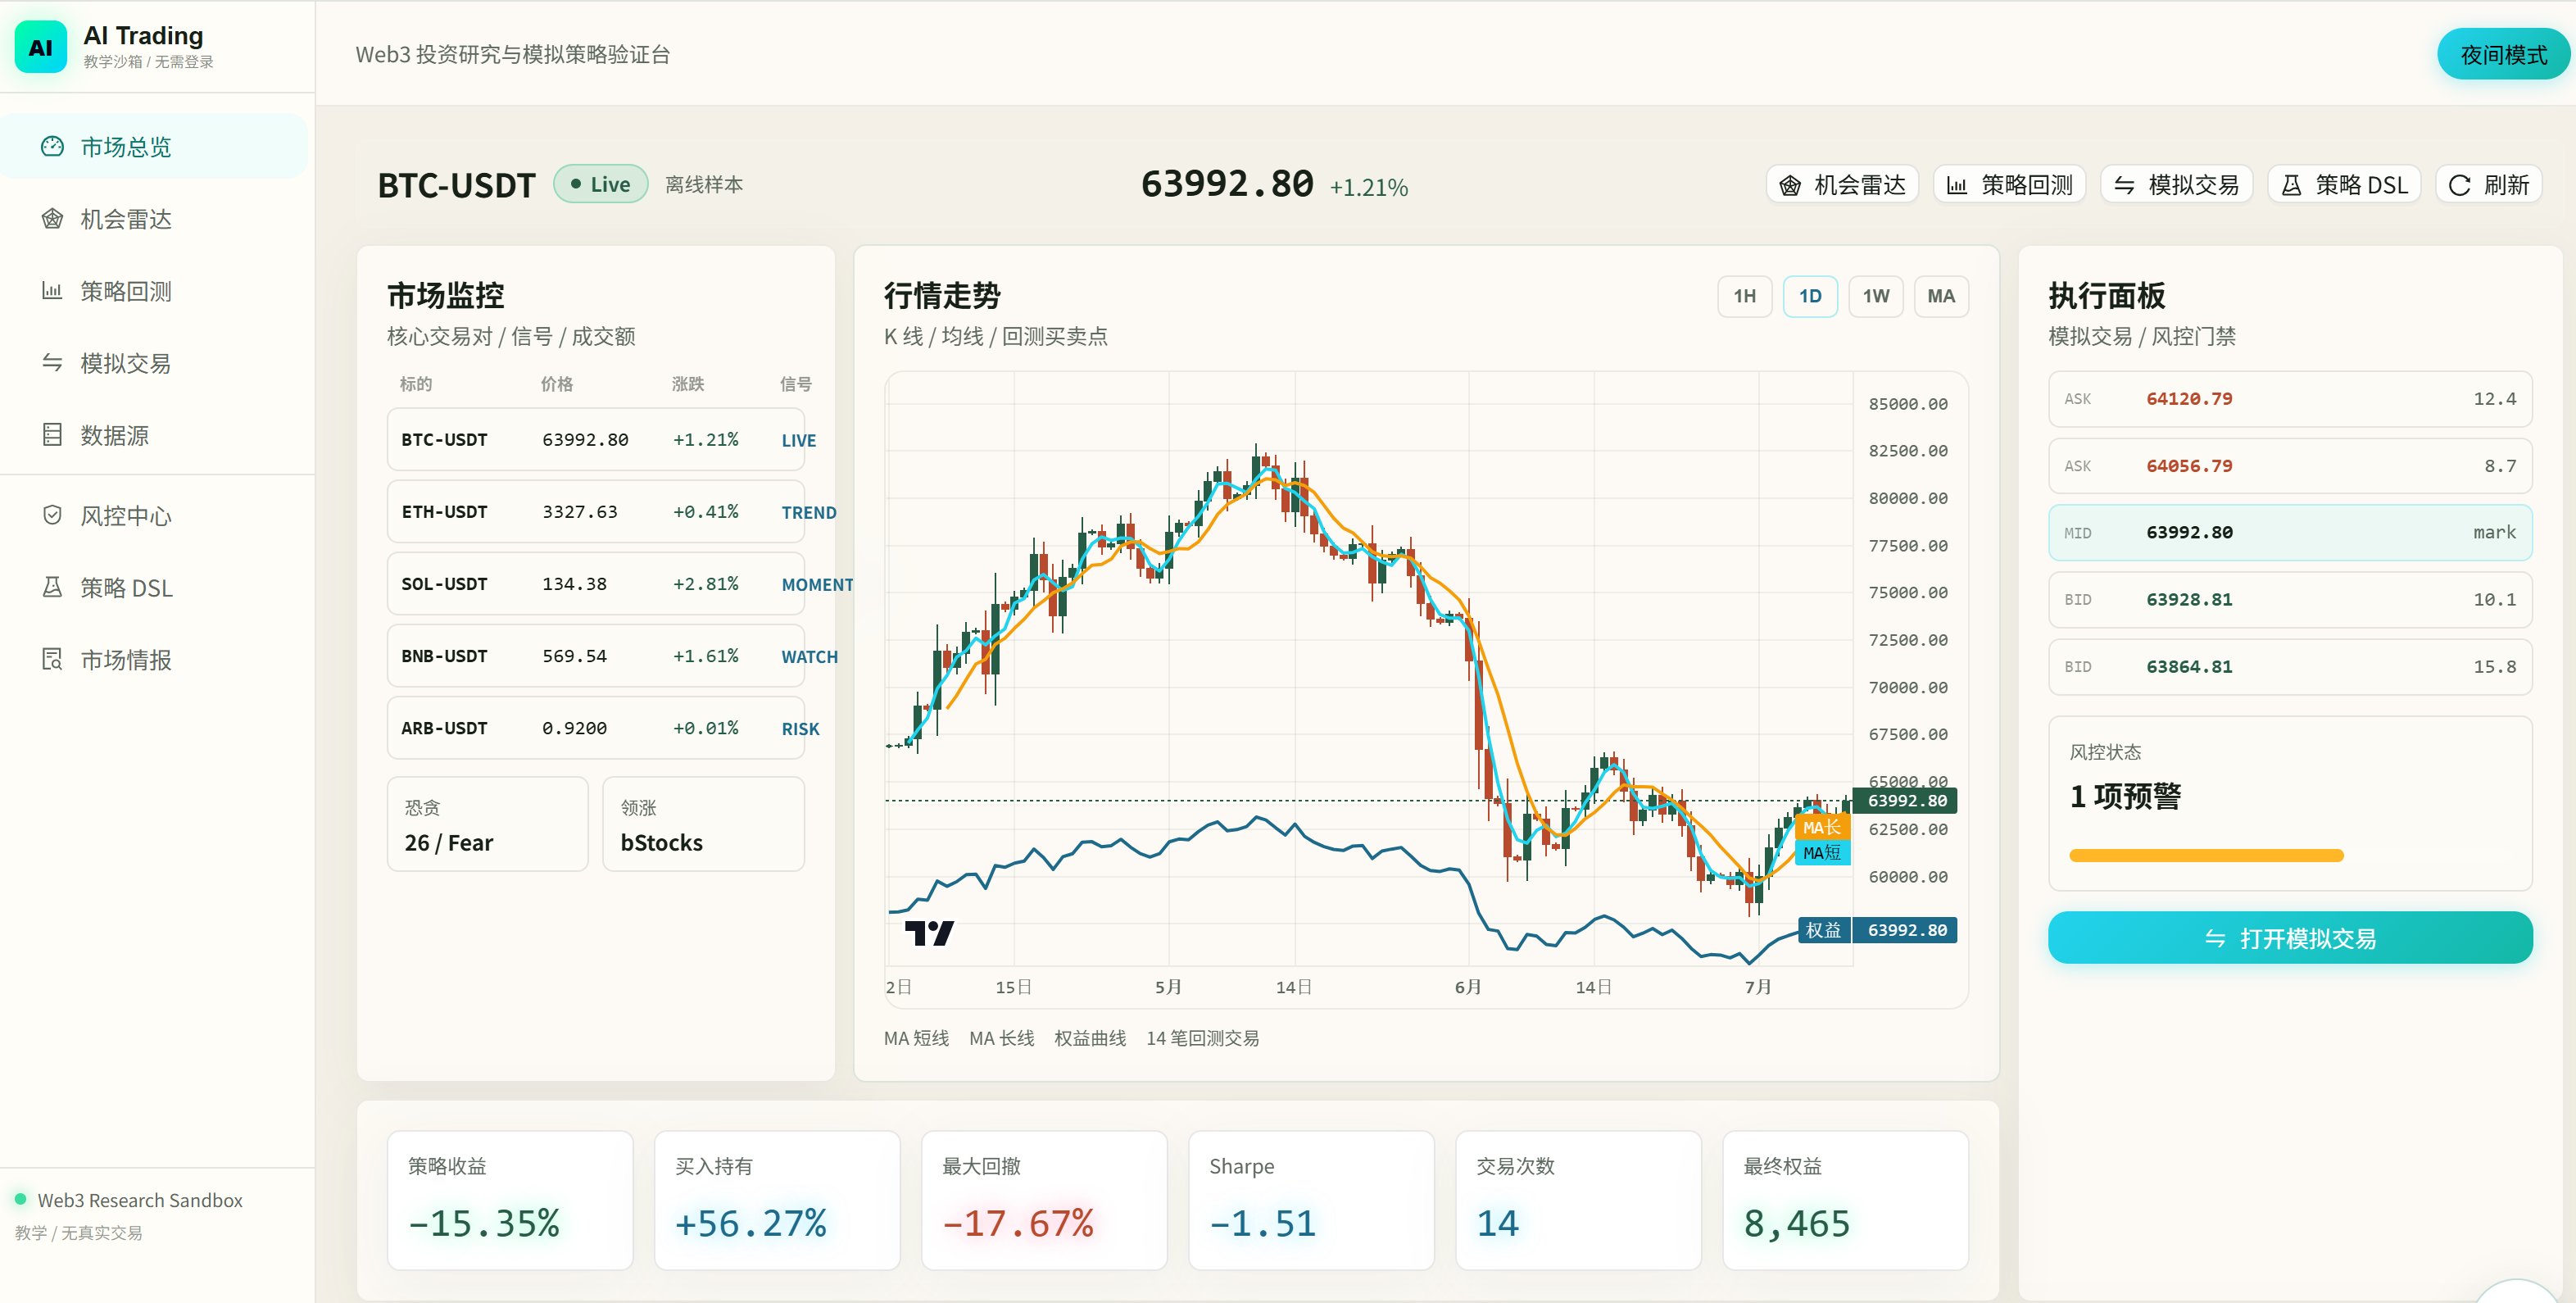 AI
AI Trading
教学沙箱 / 无需登录
市场总览
机会雷达
策略回测
模拟交易
数据源
风控中心
策略 DSL
市场情报
Web3 Research Sandbox
教学 / 无真实交易
Web3 投资研究与模拟策略验证台
夜间模式
BTC-USDT
Live
离线样本
63992.80 +1.21%
机会雷达
策略回测
模拟交易
策略 DSL
刷新
市场监控
核心交易对 / 信号 / 成交额
标的 价格 涨跌 信号
BTC-USDT 63992.80 +1.21% LIVE
ETH-USDT 3327.63 +0.41% TREND
SOL-USDT 134.38 +2.81% MOMENT
BNB-USDT 569.54 +1.61% WATCH
ARB-USDT 0.9200 +0.01% RISK
恐贪
26 / Fear
领涨
bStocks
行情走势
K 线 / 均线 / 回测买卖点
1H 1D 1W MA
85000.00
82500.00
80000.00
77500.00
75000.00
72500.00
70000.00
67500.00
65000.00
63992.80
MA长
62500.00
MA短
60000.00
权益 63992.80
2日 15日 5月 14日 6月 14日 7月
MA 短线 MA 长线 权益曲线 14 笔回测交易
执行面板
模拟交易 / 风控门禁
ASK 64120.79 12.4
ASK 64056.79 8.7
MID 63992.80 mark
BID 63928.81 10.1
BID 63864.81 15.8
风控状态
1 项预警
打开模拟交易
策略收益
-15.35%
买入持有
+56.27%
最大回撤
-17.67%
Sharpe
-1.51
交易次数
14
最终权益
8,465